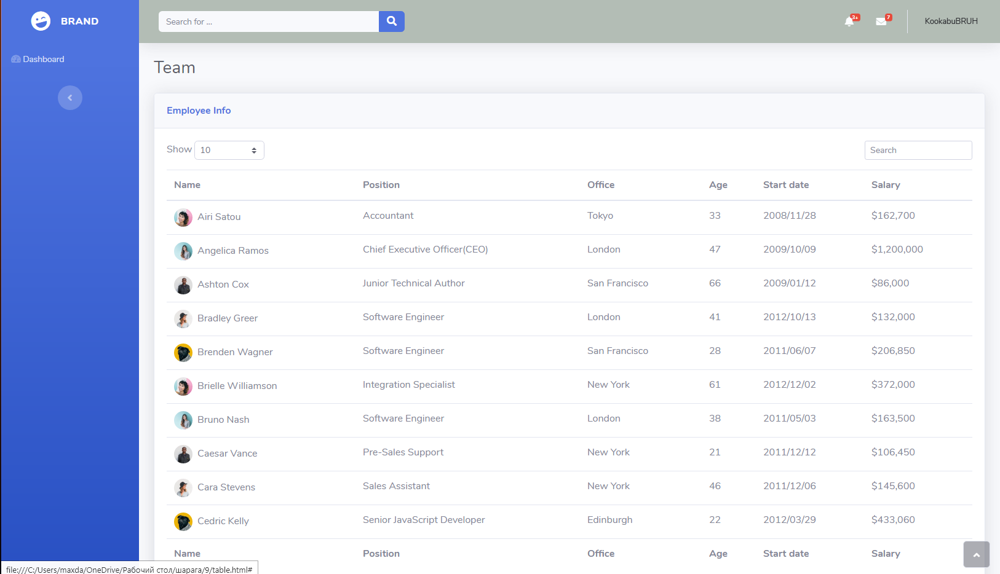 BRAND
Search for ...
3+
7
KookabuBRUH
Dashboard
Team
Employee Info
Show 10
Search
Name Position Office Age Start date Salary
Airi Satou Accountant Tokyo 33 2008/11/28 $162,700
Angelica Ramos Chief Executive Officer(CEO) London 47 2009/10/09 $1,200,000
Ashton Cox Junior Technical Author San Francisco 66 2009/01/12 $86,000
Bradley Greer Software Engineer London 41 2012/10/13 $132,000
Brenden Wagner Software Engineer San Francisco 28 2011/06/07 $206,850
Brielle Williamson Integration Specialist New York 61 2012/12/02 $372,000
Bruno Nash Software Engineer London 38 2011/05/03 $163,500
Caesar Vance Pre-Sales Support New York 21 2011/12/12 $106,450
Cara Stevens Sales Assistant New York 46 2011/12/06 $145,600
Cedric Kelly Senior JavaScript Developer Edinburgh 22 2012/03/29 $433,060
Name Position Office Age Start date Salary
file:///C:/Users/maxda/OneDrive/Рабочий стол/шарага/9/table.html#